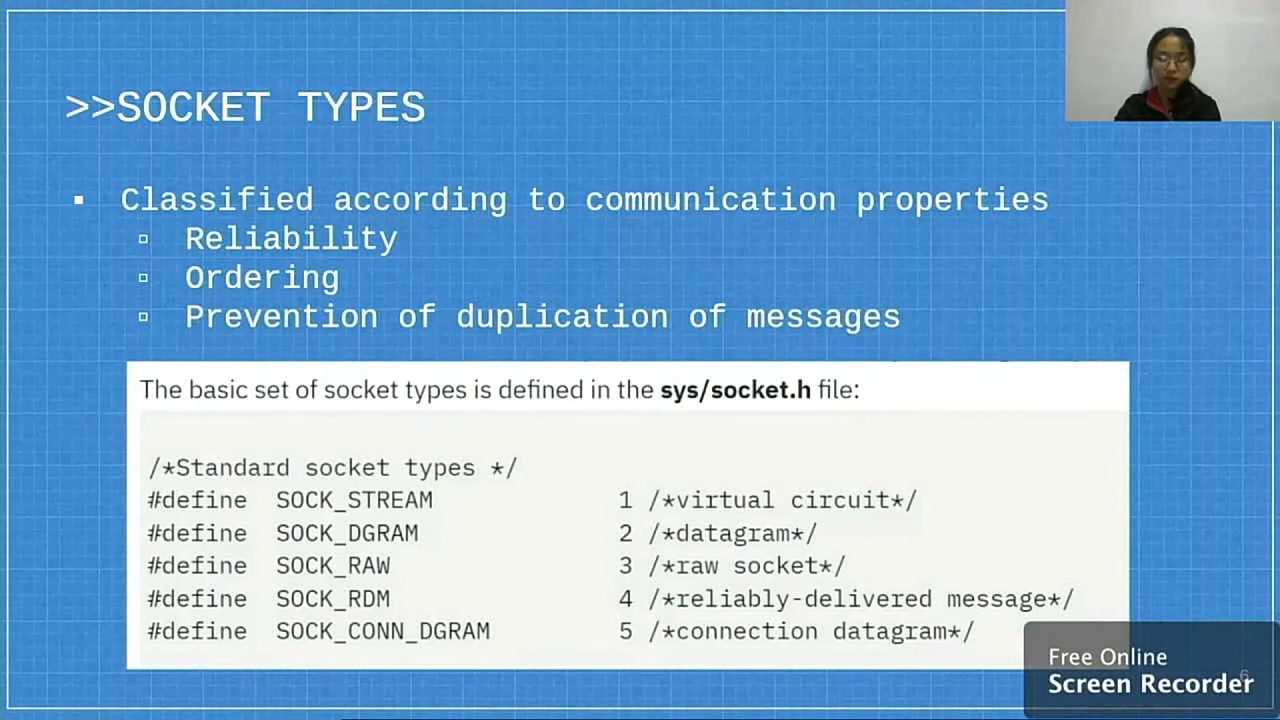 >>SOCKET TYPES
▪ Classified according to communication properties
▫ Reliability
▫ Ordering
▫ Prevention of duplication of messages
The basic set of socket types is defined in the sys/socket.h file:
/*Standard socket types */
#define SOCK_STREAM 1 /*virtual circuit*/
#define SOCK_DGRAM 2 /*datagram*/
#define SOCK_RAW 3 /*raw socket*/
#define SOCK_RDM 4 /*reliably-delivered message*/
#define SOCK_CONN_DGRAM 5 /*connection datagram*/
Free Online
Screen Recorder
6